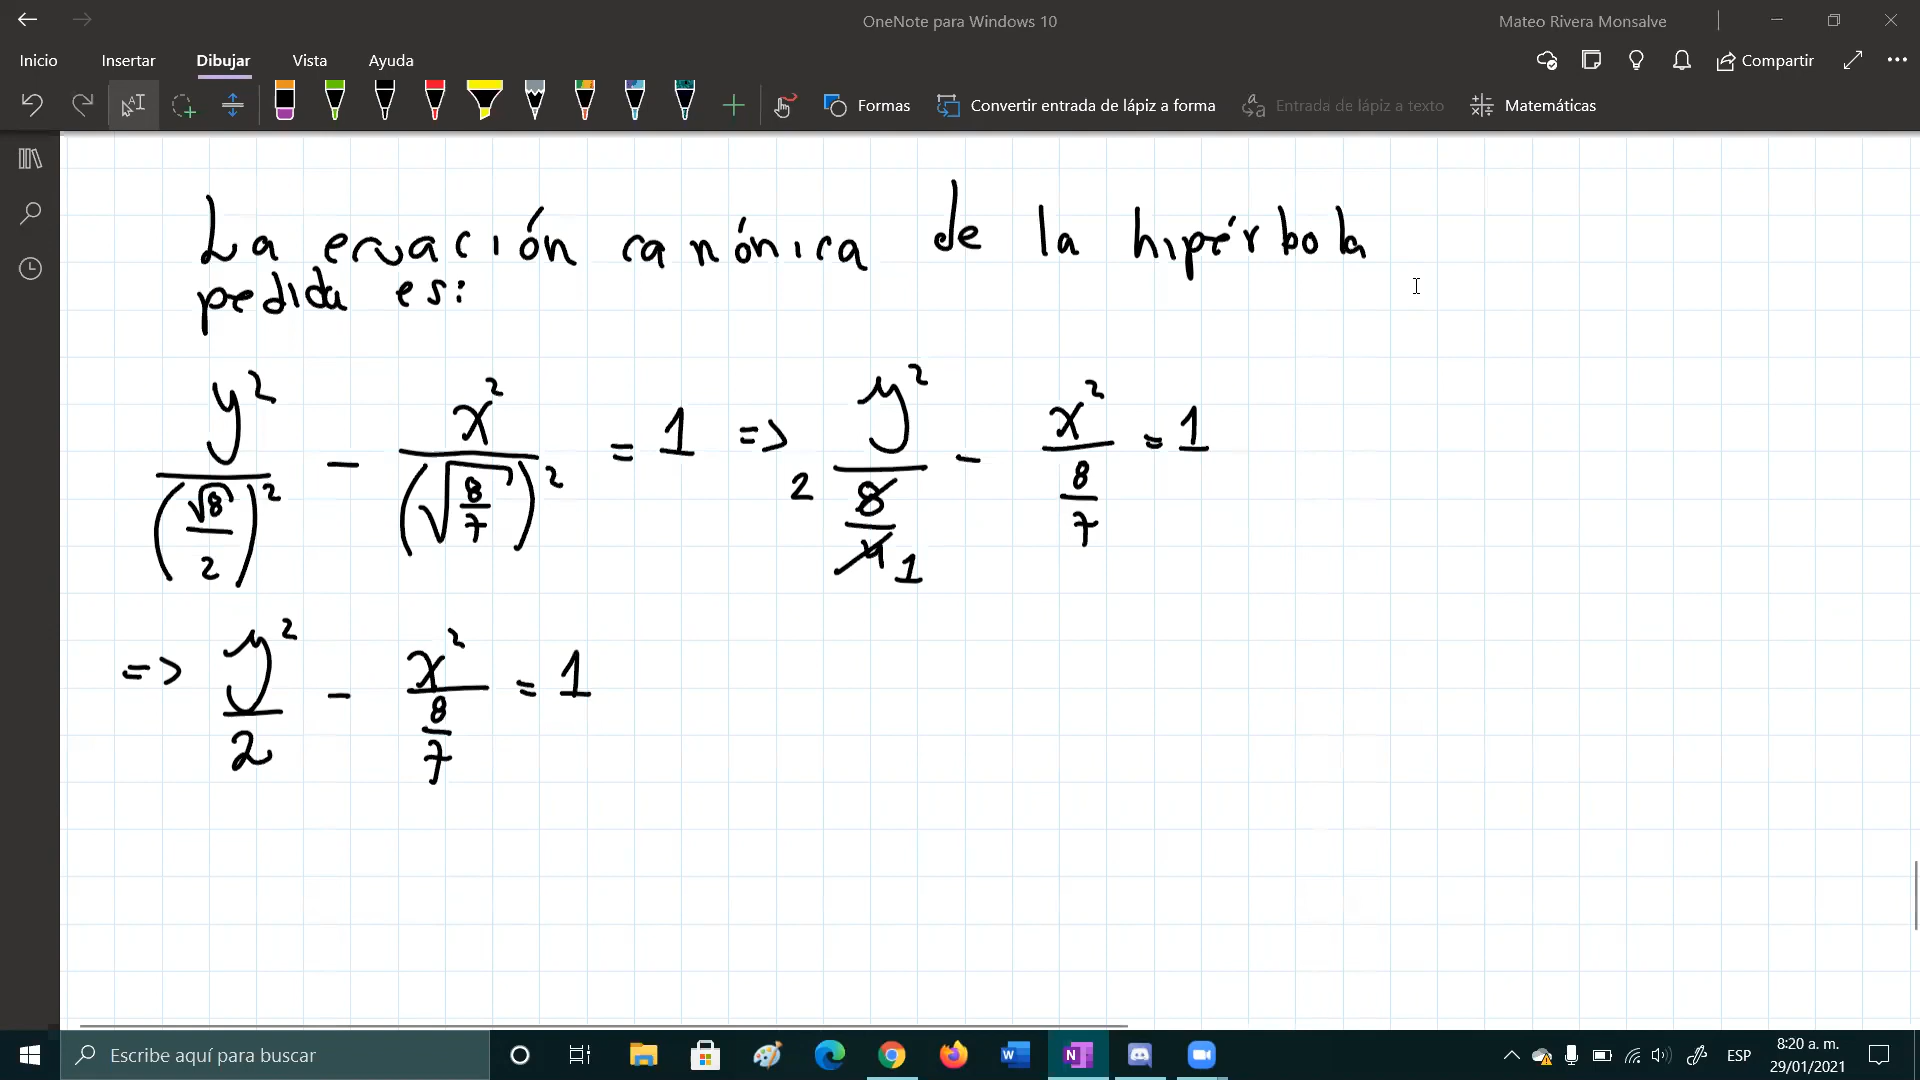 OneNote para Windows 10
Mateo Rivera Monsalve
Inicio Insertar Dibujar Vista Ayuda
Compartir
Formas Convertir entrada de lápiz a forma Entrada de lápiz a texto Matemáticas
La ecuación canónica de la hipérbola
pedida es:
y²/(√8/2)² - x²/(√(8/7))² = 1 => 2 y²/(8/4) 1 - x²/(8/7) = 1
=> y²/2 - x²/(8/7) = 1
Escribe aquí para buscar
ESP
8:20 a. m.
29/01/2021